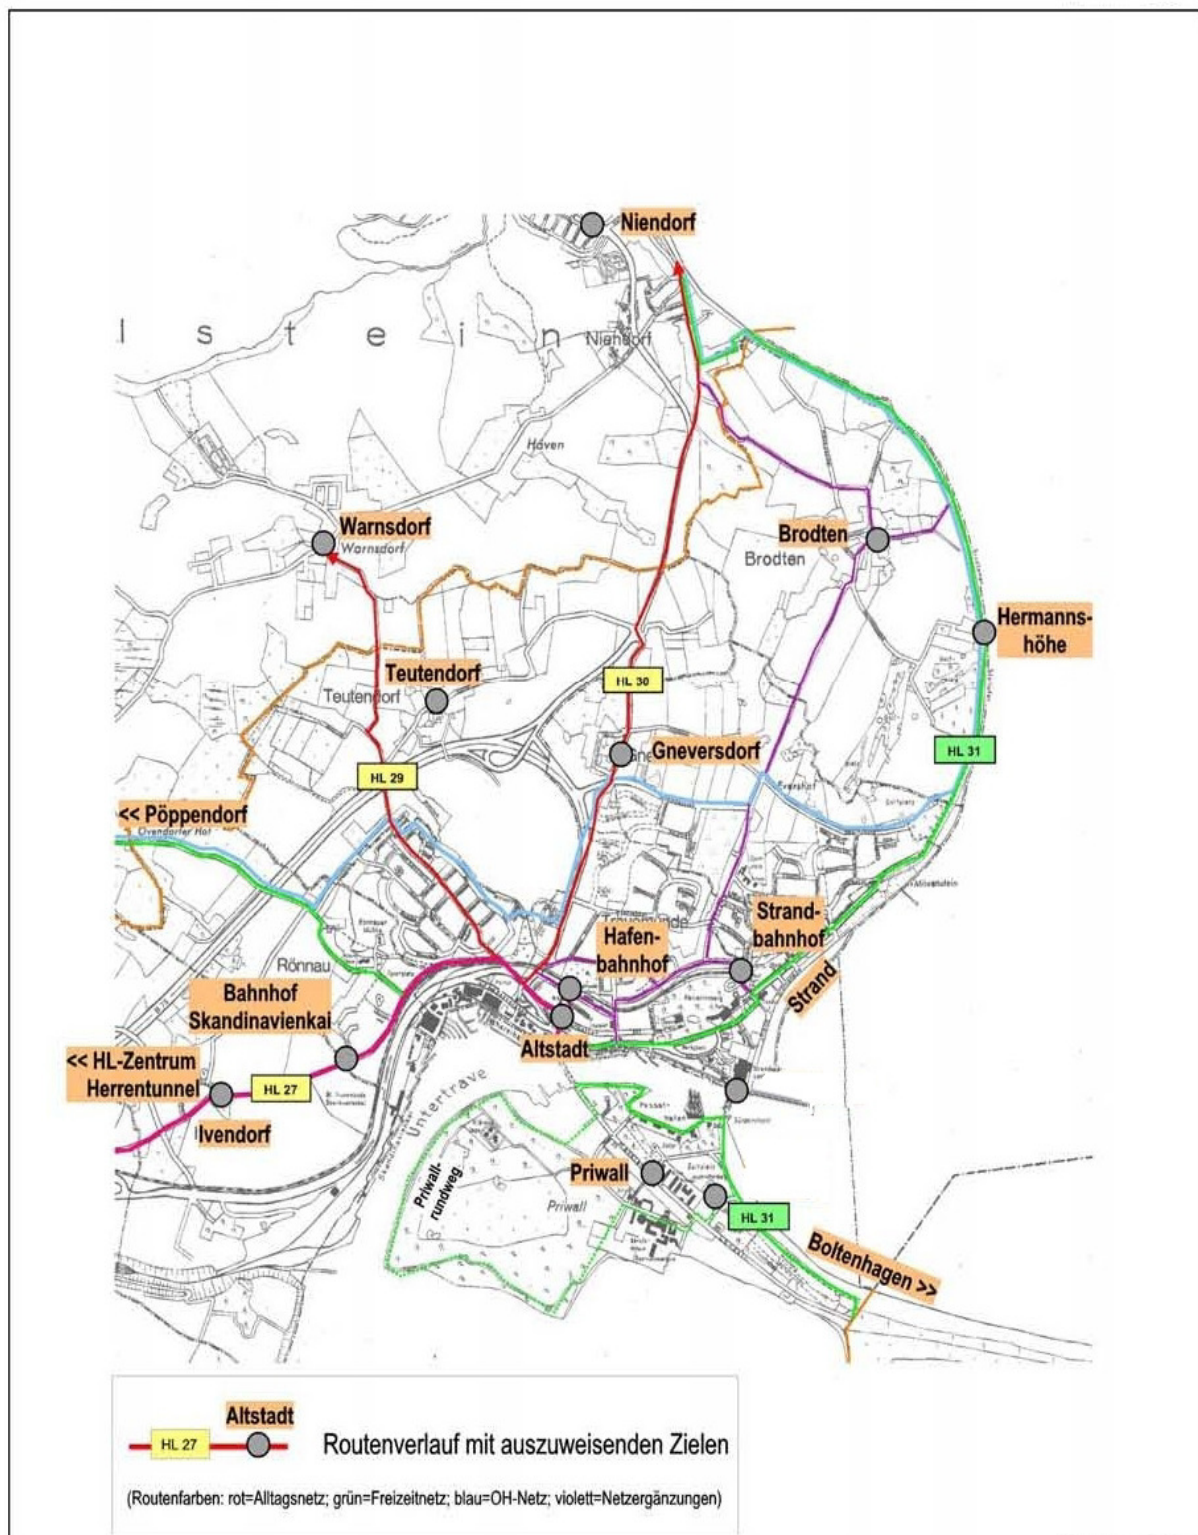 Niendorf
l s t e i n
Niendorf
Häven
Warnsdorf
Warnsdorf
Brodten
Brodten
Hermanns-
höhe
Teutendorf
Teutendorf
HL 30
Gneversdorf
HL 31
HL 29
<< Pöppendorf
Ovendorfer Hof
Strand-
bahnhof
Travemünde
Hafen-
bahnhof
Rönnau
Strand
Bahnhof
Skandinavienkai
Altstadt
<< HL-Zentrum
Herrentunnel
HL 27
Ivendorf
Untertrave
Priwall-
rundweg
Priwall
Priwall
HL 31
Boltenhagen >>
Altstadt
HL 27
Routenverlauf mit auszuweisenden Zielen
(Routenfarben: rot=Alltagsnetz; grün=Freizeitnetz; blau=OH-Netz; violett=Netzergänzungen)